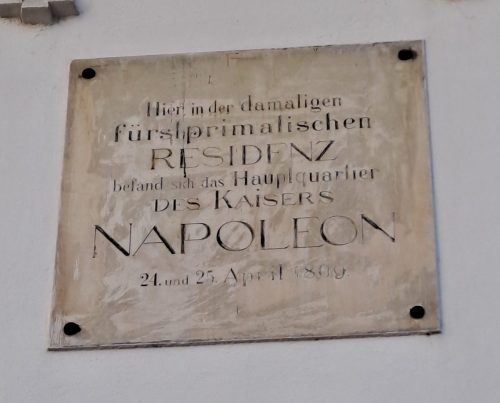 Hier, in der damaligen
fürstprimatischen
RESIDENZ
befand sich das Hauptquartier
DES KAISERS
NAPOLEON
24. und 25. April 1809.